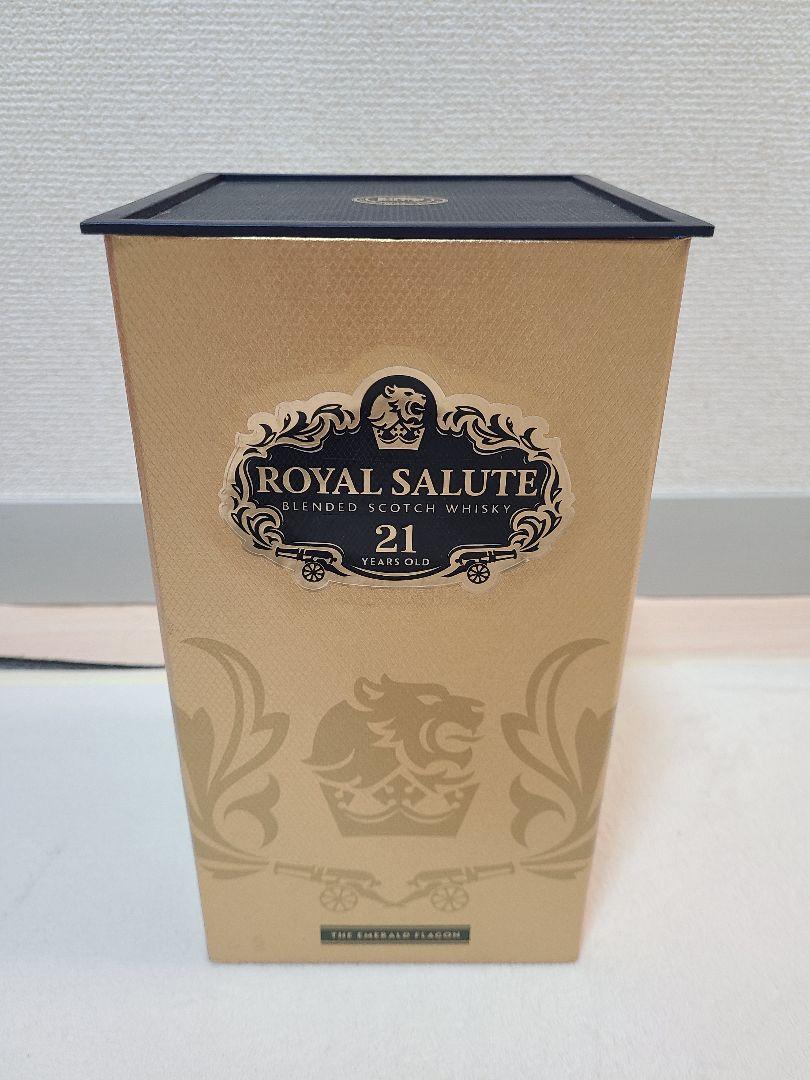 ROYAL SALUTE
BLENDED SCOTCH WHISKY
21
YEARS OLD
THE EMERALD FLAGON